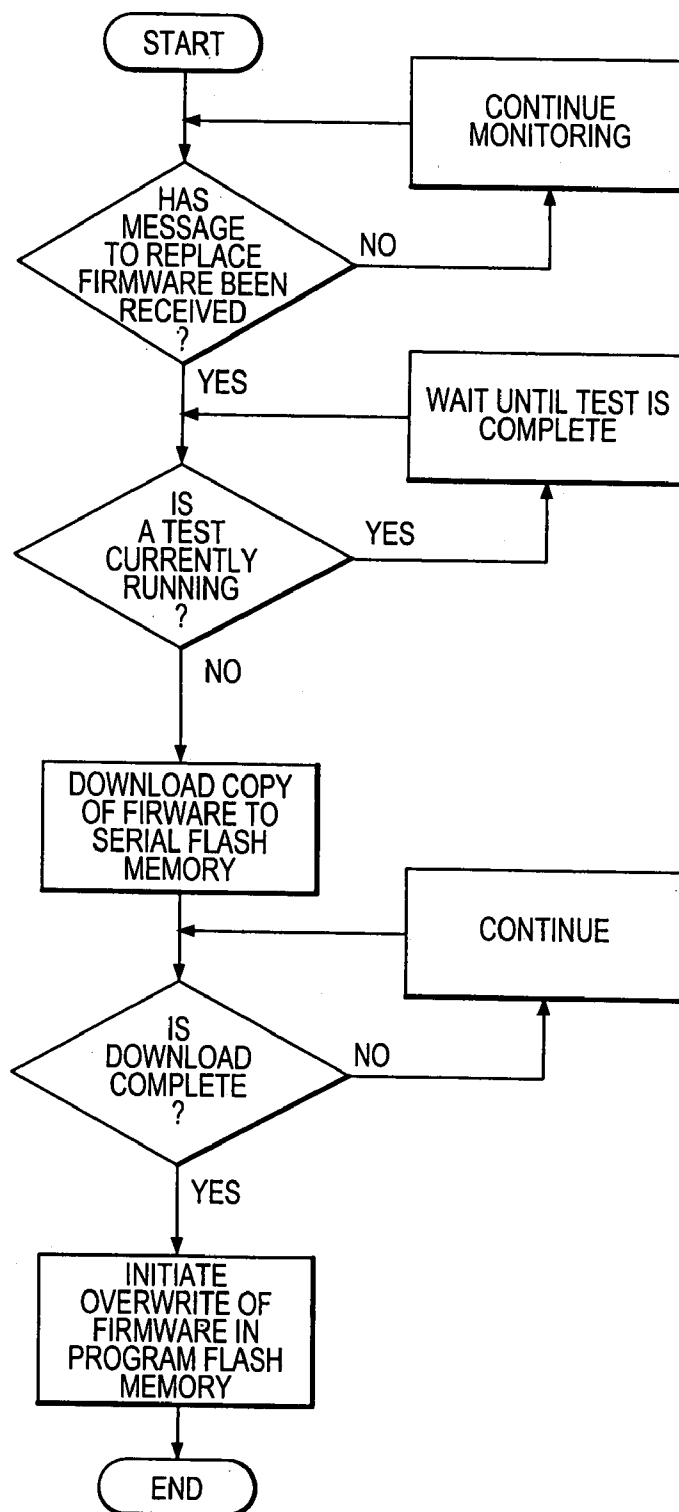 START
CONTINUE
MONITORING
HAS
MESSAGE
TO REPLACE
FIRMWARE BEEN
RECEIVED
?
NO
YES
WAIT UNTIL TEST IS
COMPLETE
IS
A TEST
CURRENTLY
RUNNING
?
YES
NO
DOWNLOAD COPY
OF FIRWARE TO
SERIAL FLASH
MEMORY
CONTINUE
IS
DOWNLOAD
COMPLETE
?
NO
YES
INITIATE
OVERWRITE OF
FIRMWARE IN
PROGRAM FLASH
MEMORY
END